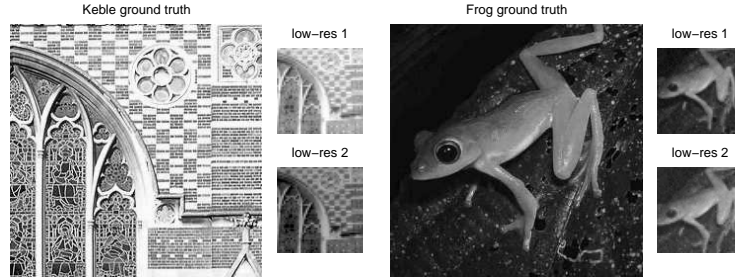 Keble ground truth
low−res 1
low−res 2
Frog ground truth
low−res 1
low−res 2